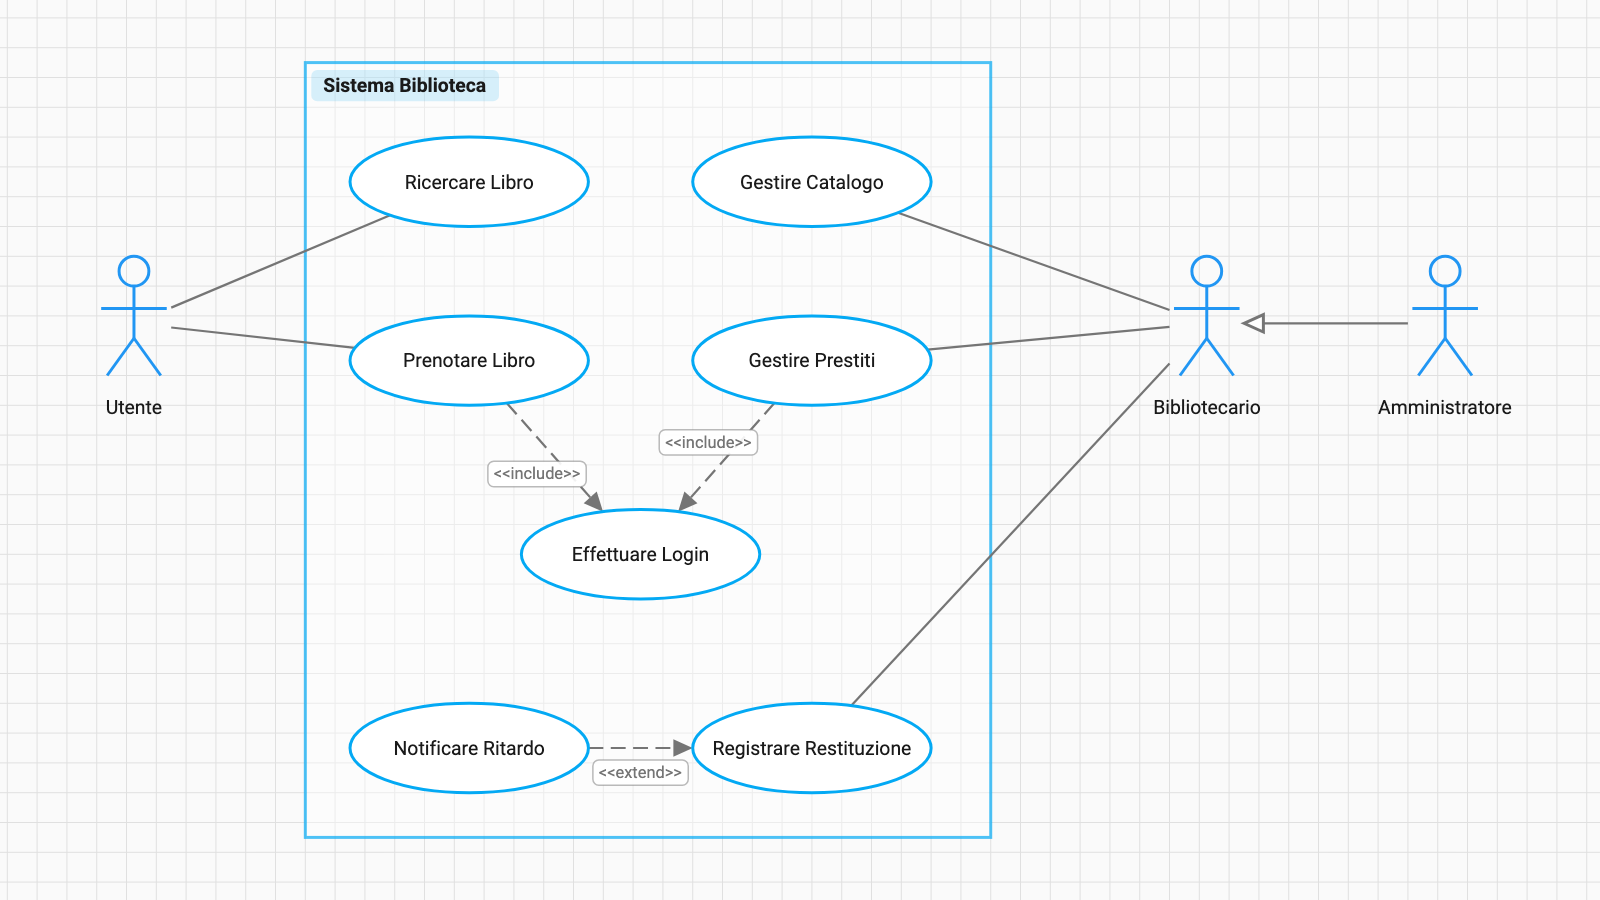 Sistema Biblioteca
Ricercare Libro
Gestire Catalogo
Prenotare Libro
Gestire Prestiti
Utente
Bibliotecario
Amministratore
<<include>>
<<include>>
Effettuare Login
Notificare Ritardo
Registrare Restituzione
<<extend>>